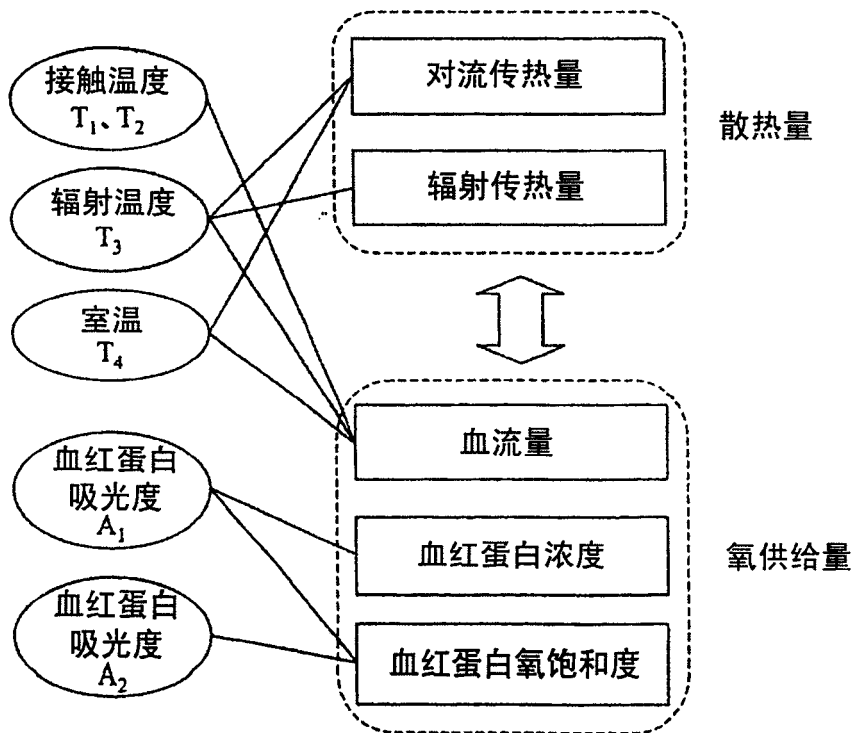 接触温度
T₁、T₂
辐射温度
T₃
室温
T₄
血红蛋白
吸光度
A₁
血红蛋白
吸光度
A₂
对流传热量
辐射传热量
散热量
血流量
血红蛋白浓度
血红蛋白氧饱和度
氧供给量